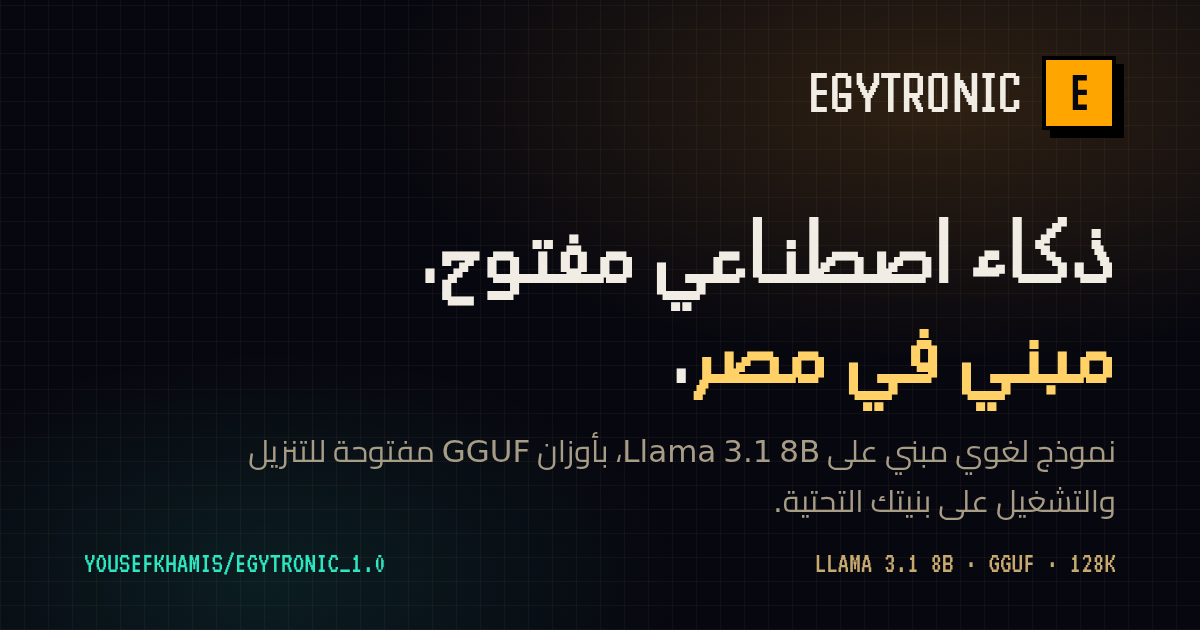 EGYTRONIC E
ذكاء اصطناعي مفتوح.
مبني في مصر.
نموذج لغوي مبني على Llama 3.1 8B، بأوزان GGUF مفتوحة للتنزيل
والتشغيل على بنيتك التحتية.
LLAMA 3.1 8B · GGUF · 128K
YOUSEFKHAMIS/EGYTRONIC_1.0